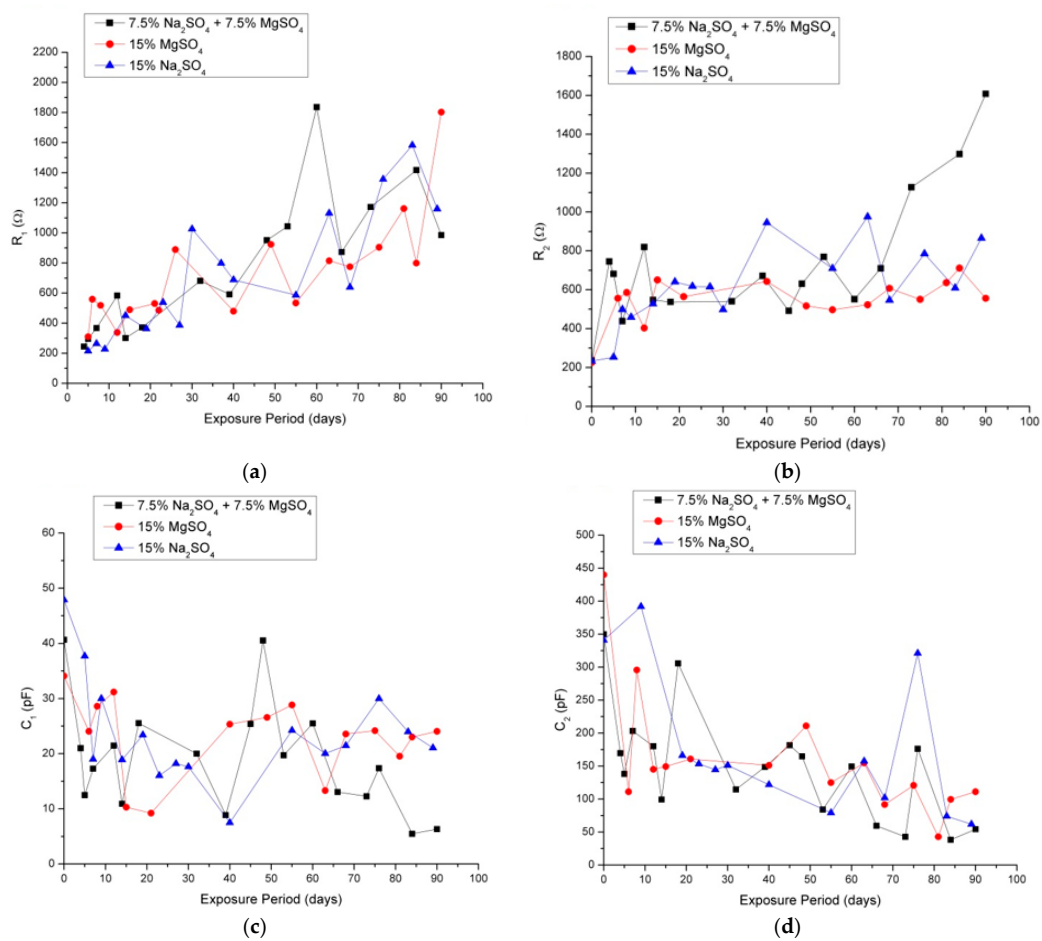 7.5% Na₂SO₄ + 7.5% MgSO₄
15% MgSO₄
15% Na₂SO₄
2200
2000
1800
1600
1400
1200
1000
800
600
400
200
0
R₁ (Ω)
0 10 20 30 40 50 60 70 80 90 100
Exposure Period (days)
(a)
7.5% Na₂SO₄ + 7.5% MgSO₄
15% MgSO₄
15% Na₂SO₄
1800
1600
1400
1200
1000
800
600
400
200
0
R₂ (Ω)
0 10 20 30 40 50 60 70 80 90 100
Exposure Period (days)
(b)
7.5% Na₂SO₄ + 7.5% MgSO₄
15% MgSO₄
15% Na₂SO₄
60
50
40
30
20
10
0
C₁ (pF)
0 10 20 30 40 50 60 70 80 90 100
Exposure Period (days)
(c)
7.5% Na₂SO₄ + 7.5% MgSO₄
15% MgSO₄
15% Na₂SO₄
500
450
400
350
300
250
200
150
100
50
0
C₂ (pF)
0 10 20 30 40 50 60 70 80 90 100
Exposure Period (days)
(d)